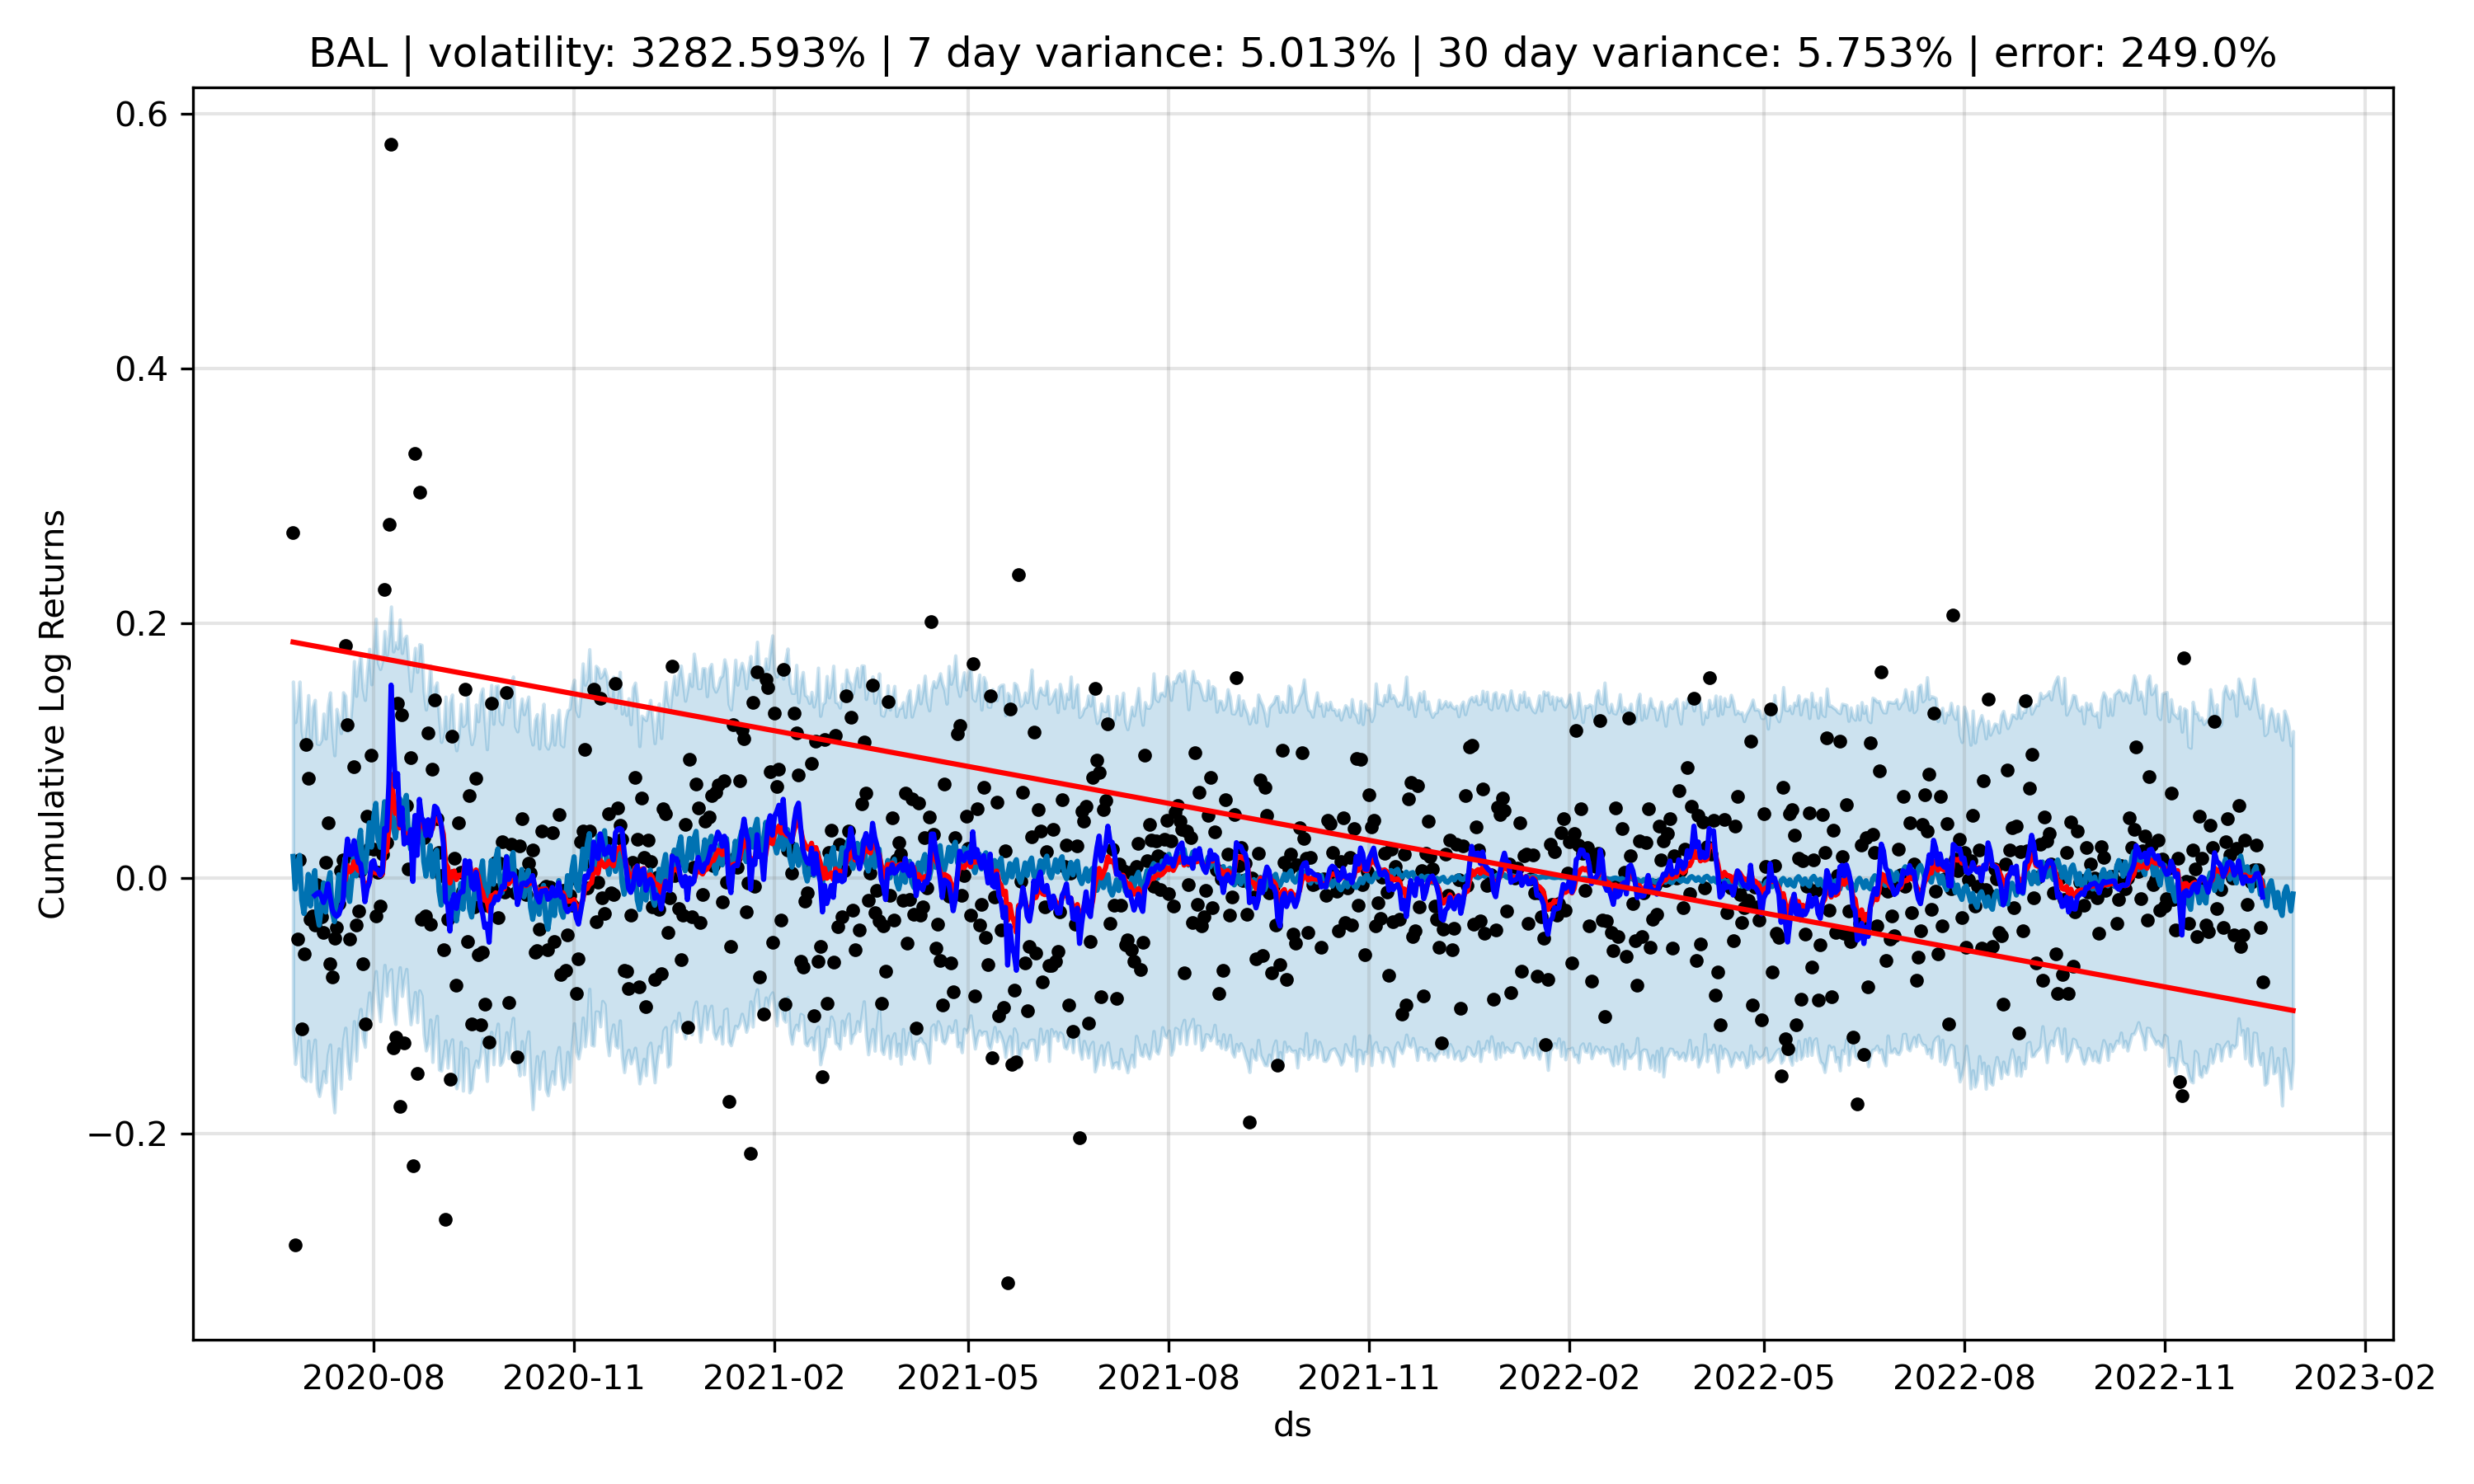 BAL | volatility: 3282.593% | 7 day variance: 5.013% | 30 day variance: 5.753% | error: 249.0%
0.6
0.4
0.2
0.0
−0.2
Cumulative Log Returns
2020-08 2020-11 2021-02 2021-05 2021-08 2021-11 2022-02 2022-05 2022-08 2022-11 2023-02
ds